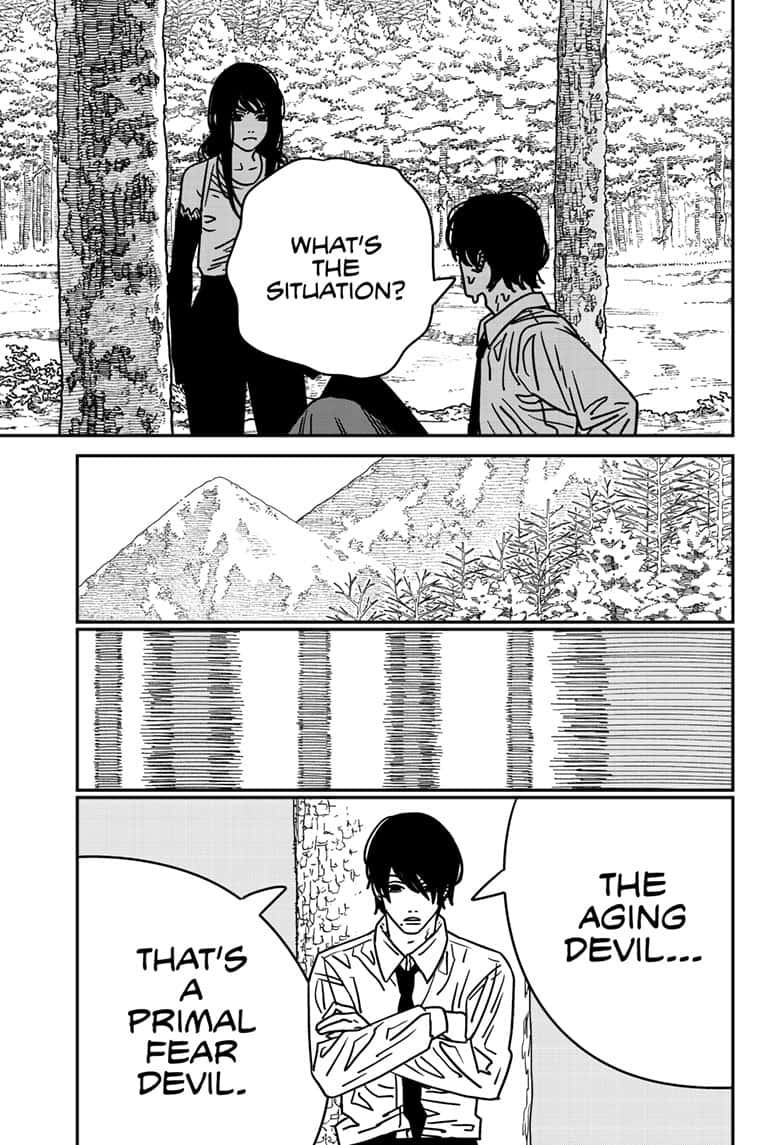 WHAT'S
THE
SITUATION?
THE
AGING
DEVIL...
THAT'S
A
PRIMAL
FEAR
DEVIL.